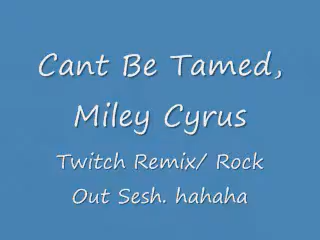 Cant Be Tamed,
Miley Cyrus
Twitch Remix/ Rock
Out Sesh. hahaha